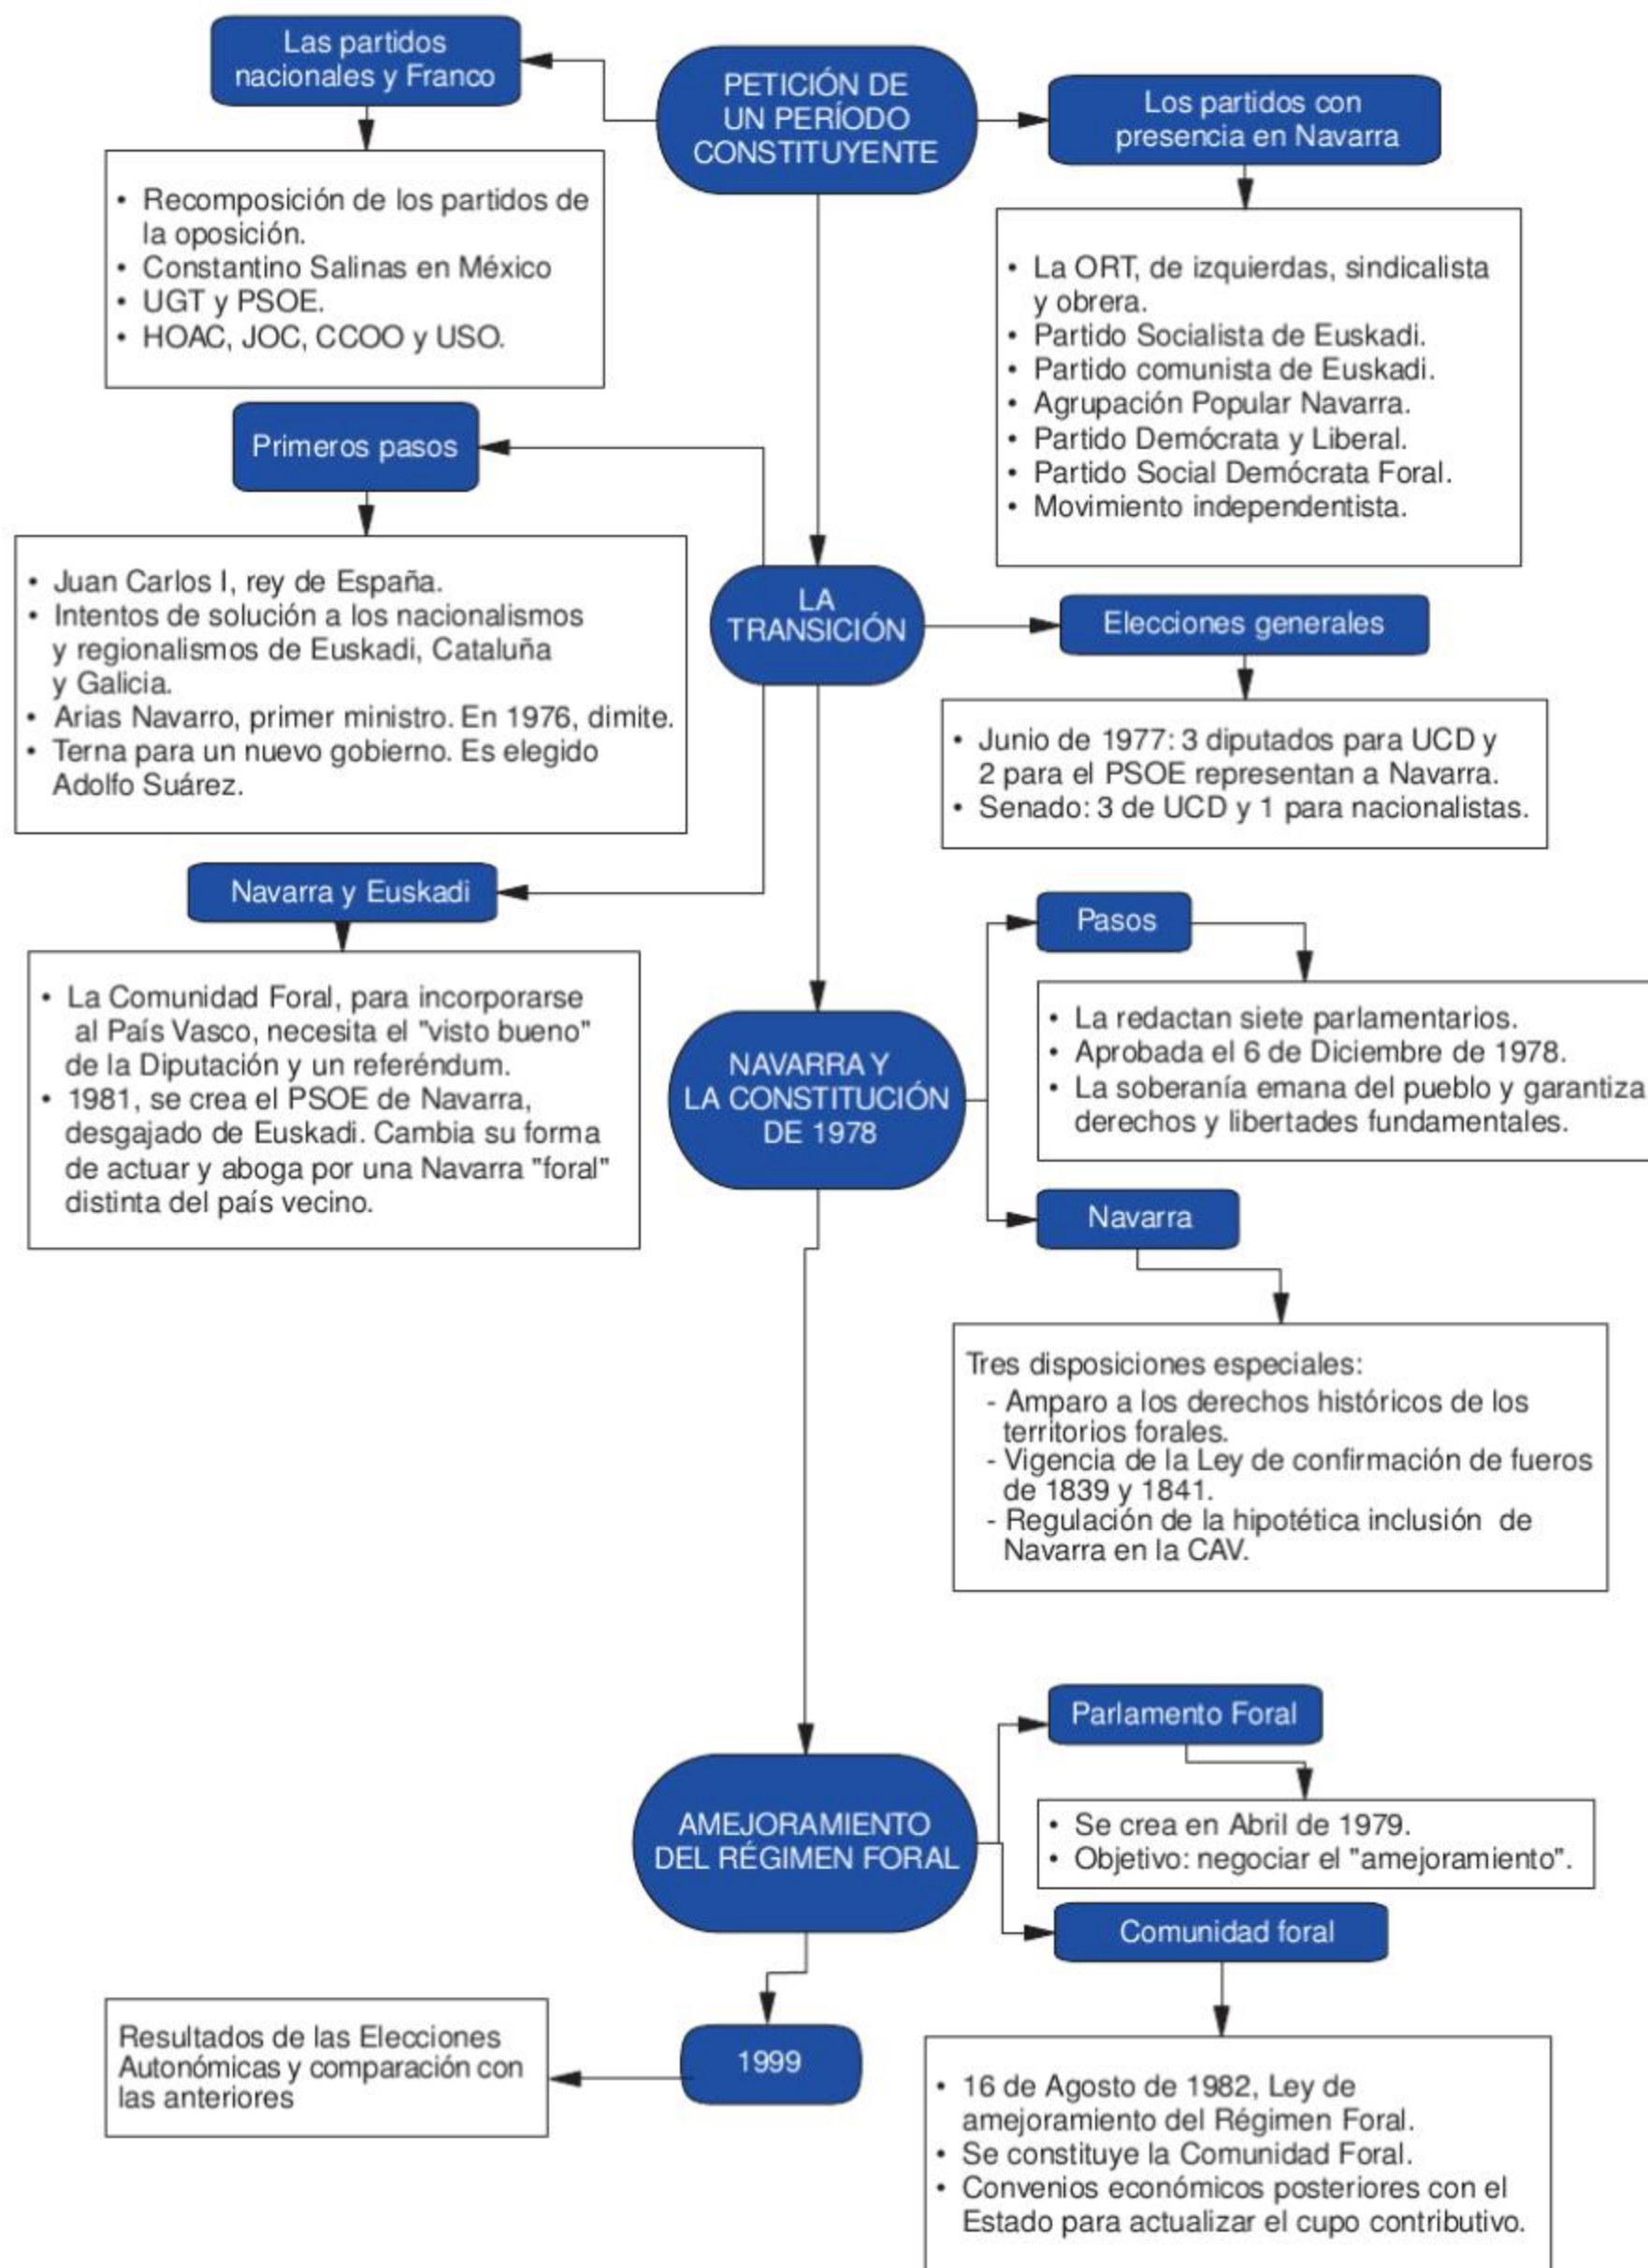 PETICIÓN DE
UN PERÍODO
CONSTITUYENTE
Las partidos
nacionales y Franco
• Recomposición de los partidos de
la oposición.
• Constantino Salinas en México
• UGT y PSOE.
• HOAC, JOC, CCOO y USO.
Los partidos con
presencia en Navarra
• La ORT, de izquierdas, sindicalista
y obrera.
• Partido Socialista de Euskadi.
• Partido comunista de Euskadi.
• Agrupación Popular Navarra.
• Partido Demócrata y Liberal.
• Partido Social Demócrata Foral.
• Movimiento independentista.
LA
TRANSICIÓN
Primeros pasos
• Juan Carlos I, rey de España.
• Intentos de solución a los nacionalismos
y regionalismos de Euskadi, Cataluña
y Galicia.
• Arias Navarro, primer ministro. En 1976, dimite.
• Terna para un nuevo gobierno. Es elegido
Adolfo Suárez.
Elecciones generales
• Junio de 1977: 3 diputados para UCD y
2 para el PSOE representan a Navarra.
• Senado: 3 de UCD y 1 para nacionalistas.
Navarra y Euskadi
• La Comunidad Foral, para incorporarse
al País Vasco, necesita el "visto bueno"
de la Diputación y un referéndum.
• 1981, se crea el PSOE de Navarra,
desgajado de Euskadi. Cambia su forma
de actuar y aboga por una Navarra "foral"
distinta del país vecino.
NAVARRA Y
LA CONSTITUCIÓN
DE 1978
Pasos
• La redactan siete parlamentarios.
• Aprobada el 6 de Diciembre de 1978.
• La soberanía emana del pueblo y garantiza
derechos y libertades fundamentales.
Navarra
Tres disposiciones especiales:
- Amparo a los derechos históricos de los
territorios forales.
- Vigencia de la Ley de confirmación de fueros
de 1839 y 1841.
- Regulación de la hipotética inclusión de
Navarra en la CAV.
AMEJORAMIENTO
DEL RÉGIMEN FORAL
Parlamento Foral
• Se crea en Abril de 1979.
• Objetivo: negociar el "amejoramiento".
Comunidad foral
• 16 de Agosto de 1982, Ley de
amejoramiento del Régimen Foral.
• Se constituye la Comunidad Foral.
• Convenios económicos posteriores con el
Estado para actualizar el cupo contributivo.
1999
Resultados de las Elecciones
Autonómicas y comparación con
las anteriores